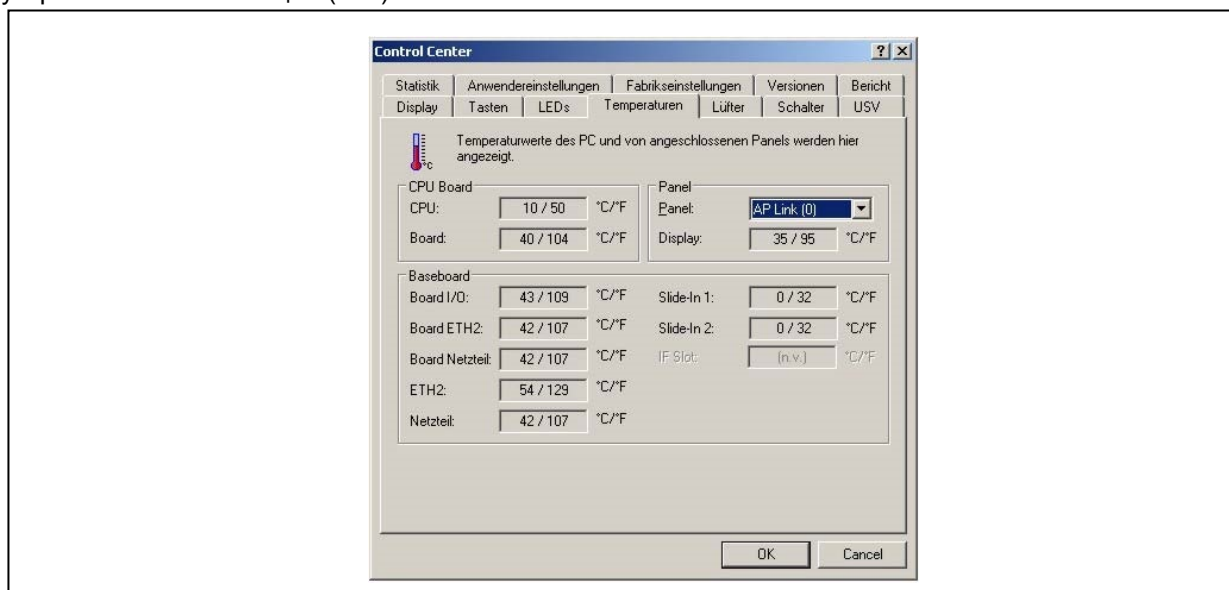 Control Center
Statistik Anwendereinstellungen Fabrikseinstellungen Versionen Bericht
Display Tasten LEDs Temperaturen Lüfter Schalter USV
Temperaturwerte des PC und von angeschlossenen Panels werden hier
angezeigt.
CPU Board
CPU: 10 / 50 °C/°F
Board: 40 / 104 °C/°F
Panel
Panel: AP Link (0)
Display: 35 / 95 °C/°F
Baseboard
Board I/O: 43 / 109 °C/°F
Board ETH2: 42 / 107 °C/°F
Board Netzteil: 42 / 107 °C/°F
ETH2: 54 / 129 °C/°F
Netzteil: 42 / 107 °C/°F
Slide-In 1: 0 / 32 °C/°F
Slide-In 2: 0 / 32 °C/°F
IF Slot: (n.v.) °C/°F
OK Cancel